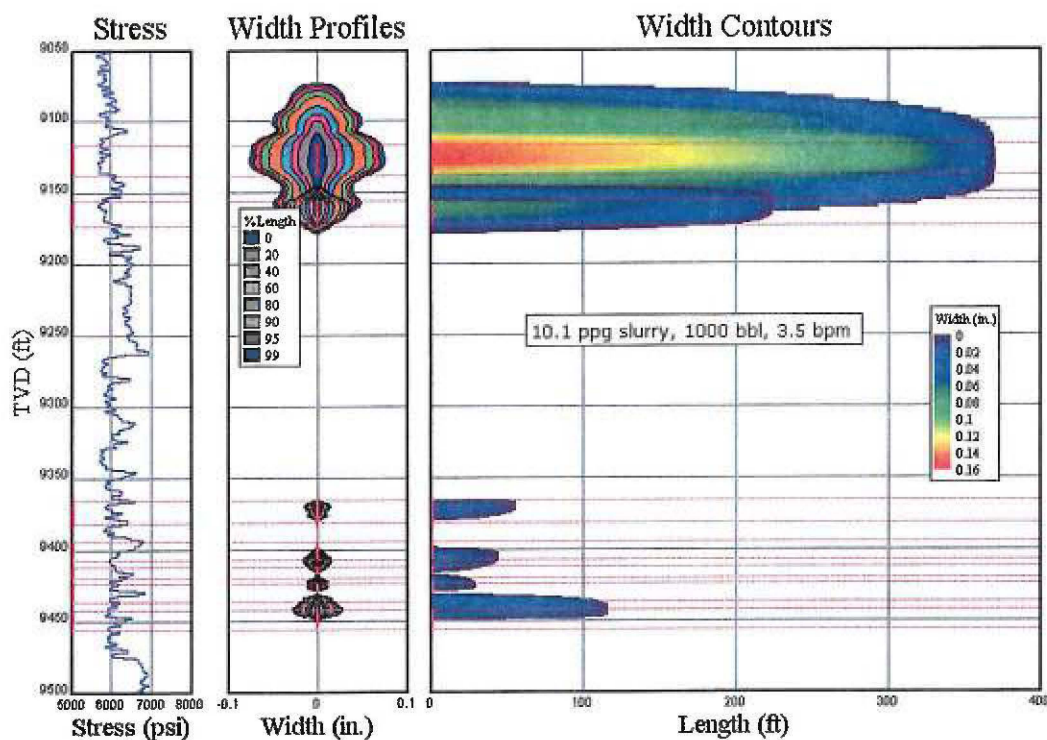 Stress
Width Profiles
Width Contours
TVD (ft)
9050
9100
9150
9200
9250
9300
9350
9400
9450
9500
5000 6000 7000 8000
Stress (psi)
% Length
0
20
40
60
80
90
95
99
-0.1 0 0.1
Width (in.)
10.1 ppg slurry, 1000 bbl, 3.5 bpm
Width (in.)
0
0.02
0.04
0.06
0.08
0.1
0.12
0.14
0.16
0 100 200 300 400
Length (ft)